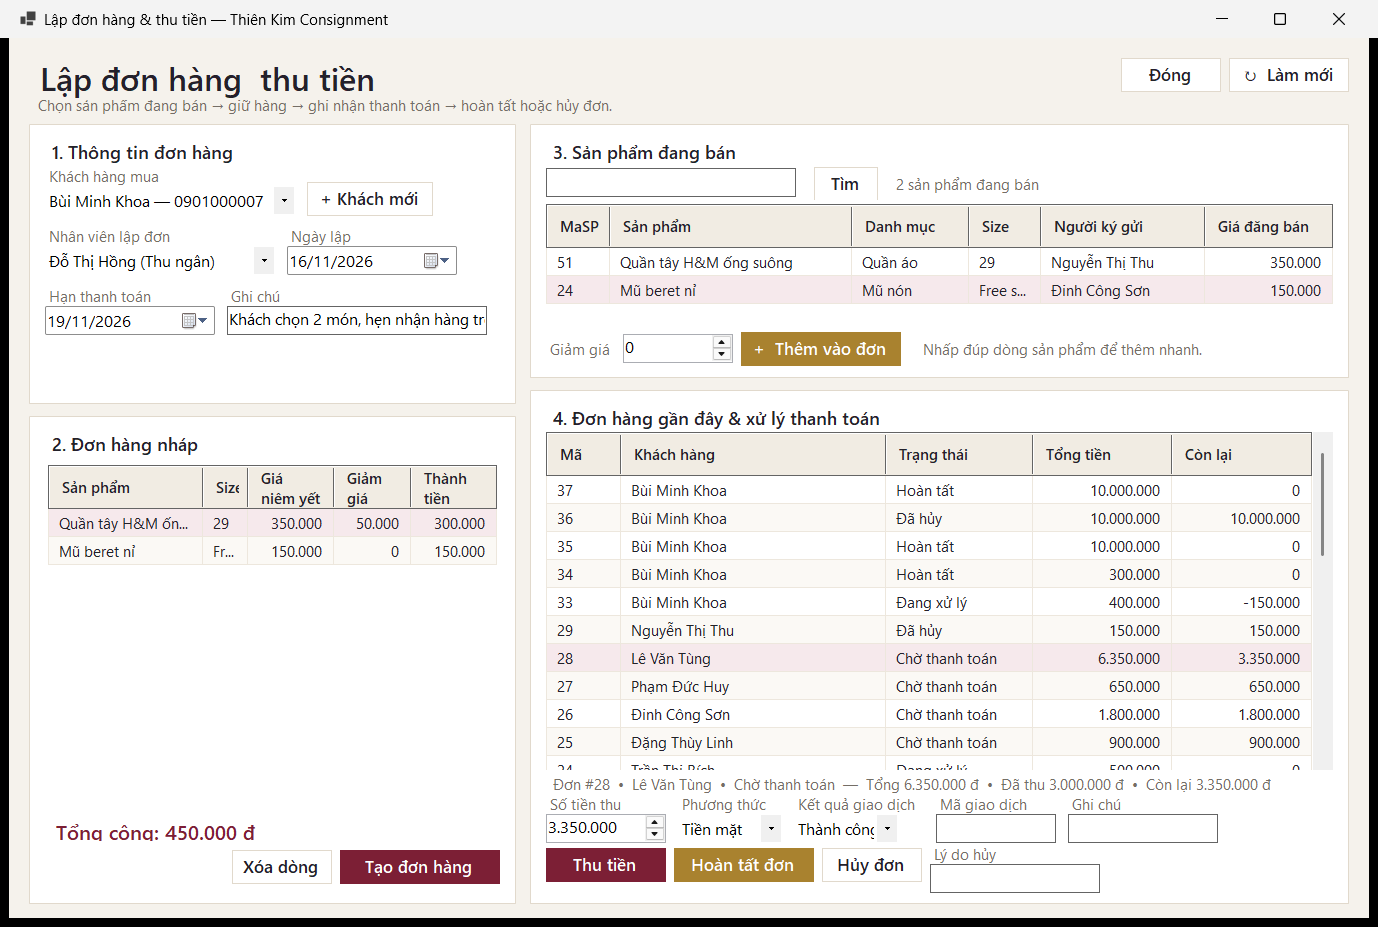 Lập đơn hàng & thu tiền — Thiên Kim Consignment
Lập đơn hàng  thu tiền
Chọn sản phẩm đang bán → giữ hàng → ghi nhận thanh toán → hoàn tất hoặc hủy đơn.
Đóng
↻ Làm mới
1. Thông tin đơn hàng
Khách hàng mua
Bùi Minh Khoa — 0901000007
+ Khách mới
Nhân viên lập đơn
Ngày lập
Đỗ Thị Hồng (Thu ngân)
16/11/2026
Hạn thanh toán
Ghi chú
19/11/2026
Khách chọn 2 món, hẹn nhận hàng tr
2. Đơn hàng nháp
Sản phẩm Size Giá niêm yết Giảm giá Thành tiền
Quần tây H&M ốn... 29 350.000 50.000 300.000
Mũ beret nỉ Fr... 150.000 0 150.000
Tổng cộng: 450.000 đ
Xóa dòng
Tạo đơn hàng
3. Sản phẩm đang bán
Tìm
2 sản phẩm đang bán
MaSP Sản phẩm Danh mục Size Người ký gửi Giá đăng bán
51 Quần tây H&M ống suông Quần áo 29 Nguyễn Thị Thu 350.000
24 Mũ beret nỉ Mũ nón Free s... Đinh Công Sơn 150.000
Giảm giá
0
+ Thêm vào đơn
Nhấp đúp dòng sản phẩm để thêm nhanh.
4. Đơn hàng gần đây & xử lý thanh toán
Mã Khách hàng Trạng thái Tổng tiền Còn lại
37 Bùi Minh Khoa Hoàn tất 10.000.000 0
36 Bùi Minh Khoa Đã hủy 10.000.000 10.000.000
35 Bùi Minh Khoa Hoàn tất 10.000.000 0
34 Bùi Minh Khoa Hoàn tất 300.000 0
33 Bùi Minh Khoa Đang xử lý 400.000 -150.000
29 Nguyễn Thị Thu Đã hủy 150.000 150.000
28 Lê Văn Tùng Chờ thanh toán 6.350.000 3.350.000
27 Phạm Đức Huy Chờ thanh toán 650.000 650.000
26 Đinh Công Sơn Chờ thanh toán 1.800.000 1.800.000
25 Đặng Thùy Linh Chờ thanh toán 900.000 900.000
24 Trần Thị Bích Đang xử lý 500.000 0
Đơn #28 • Lê Văn Tùng • Chờ thanh toán — Tổng 6.350.000 đ • Đã thu 3.000.000 đ • Còn lại 3.350.000 đ
Số tiền thu
Phương thức
Kết quả giao dịch
Mã giao dịch
Ghi chú
3.350.000
Tiền mặt
Thành công
Thu tiền
Hoàn tất đơn
Hủy đơn
Lý do hủy